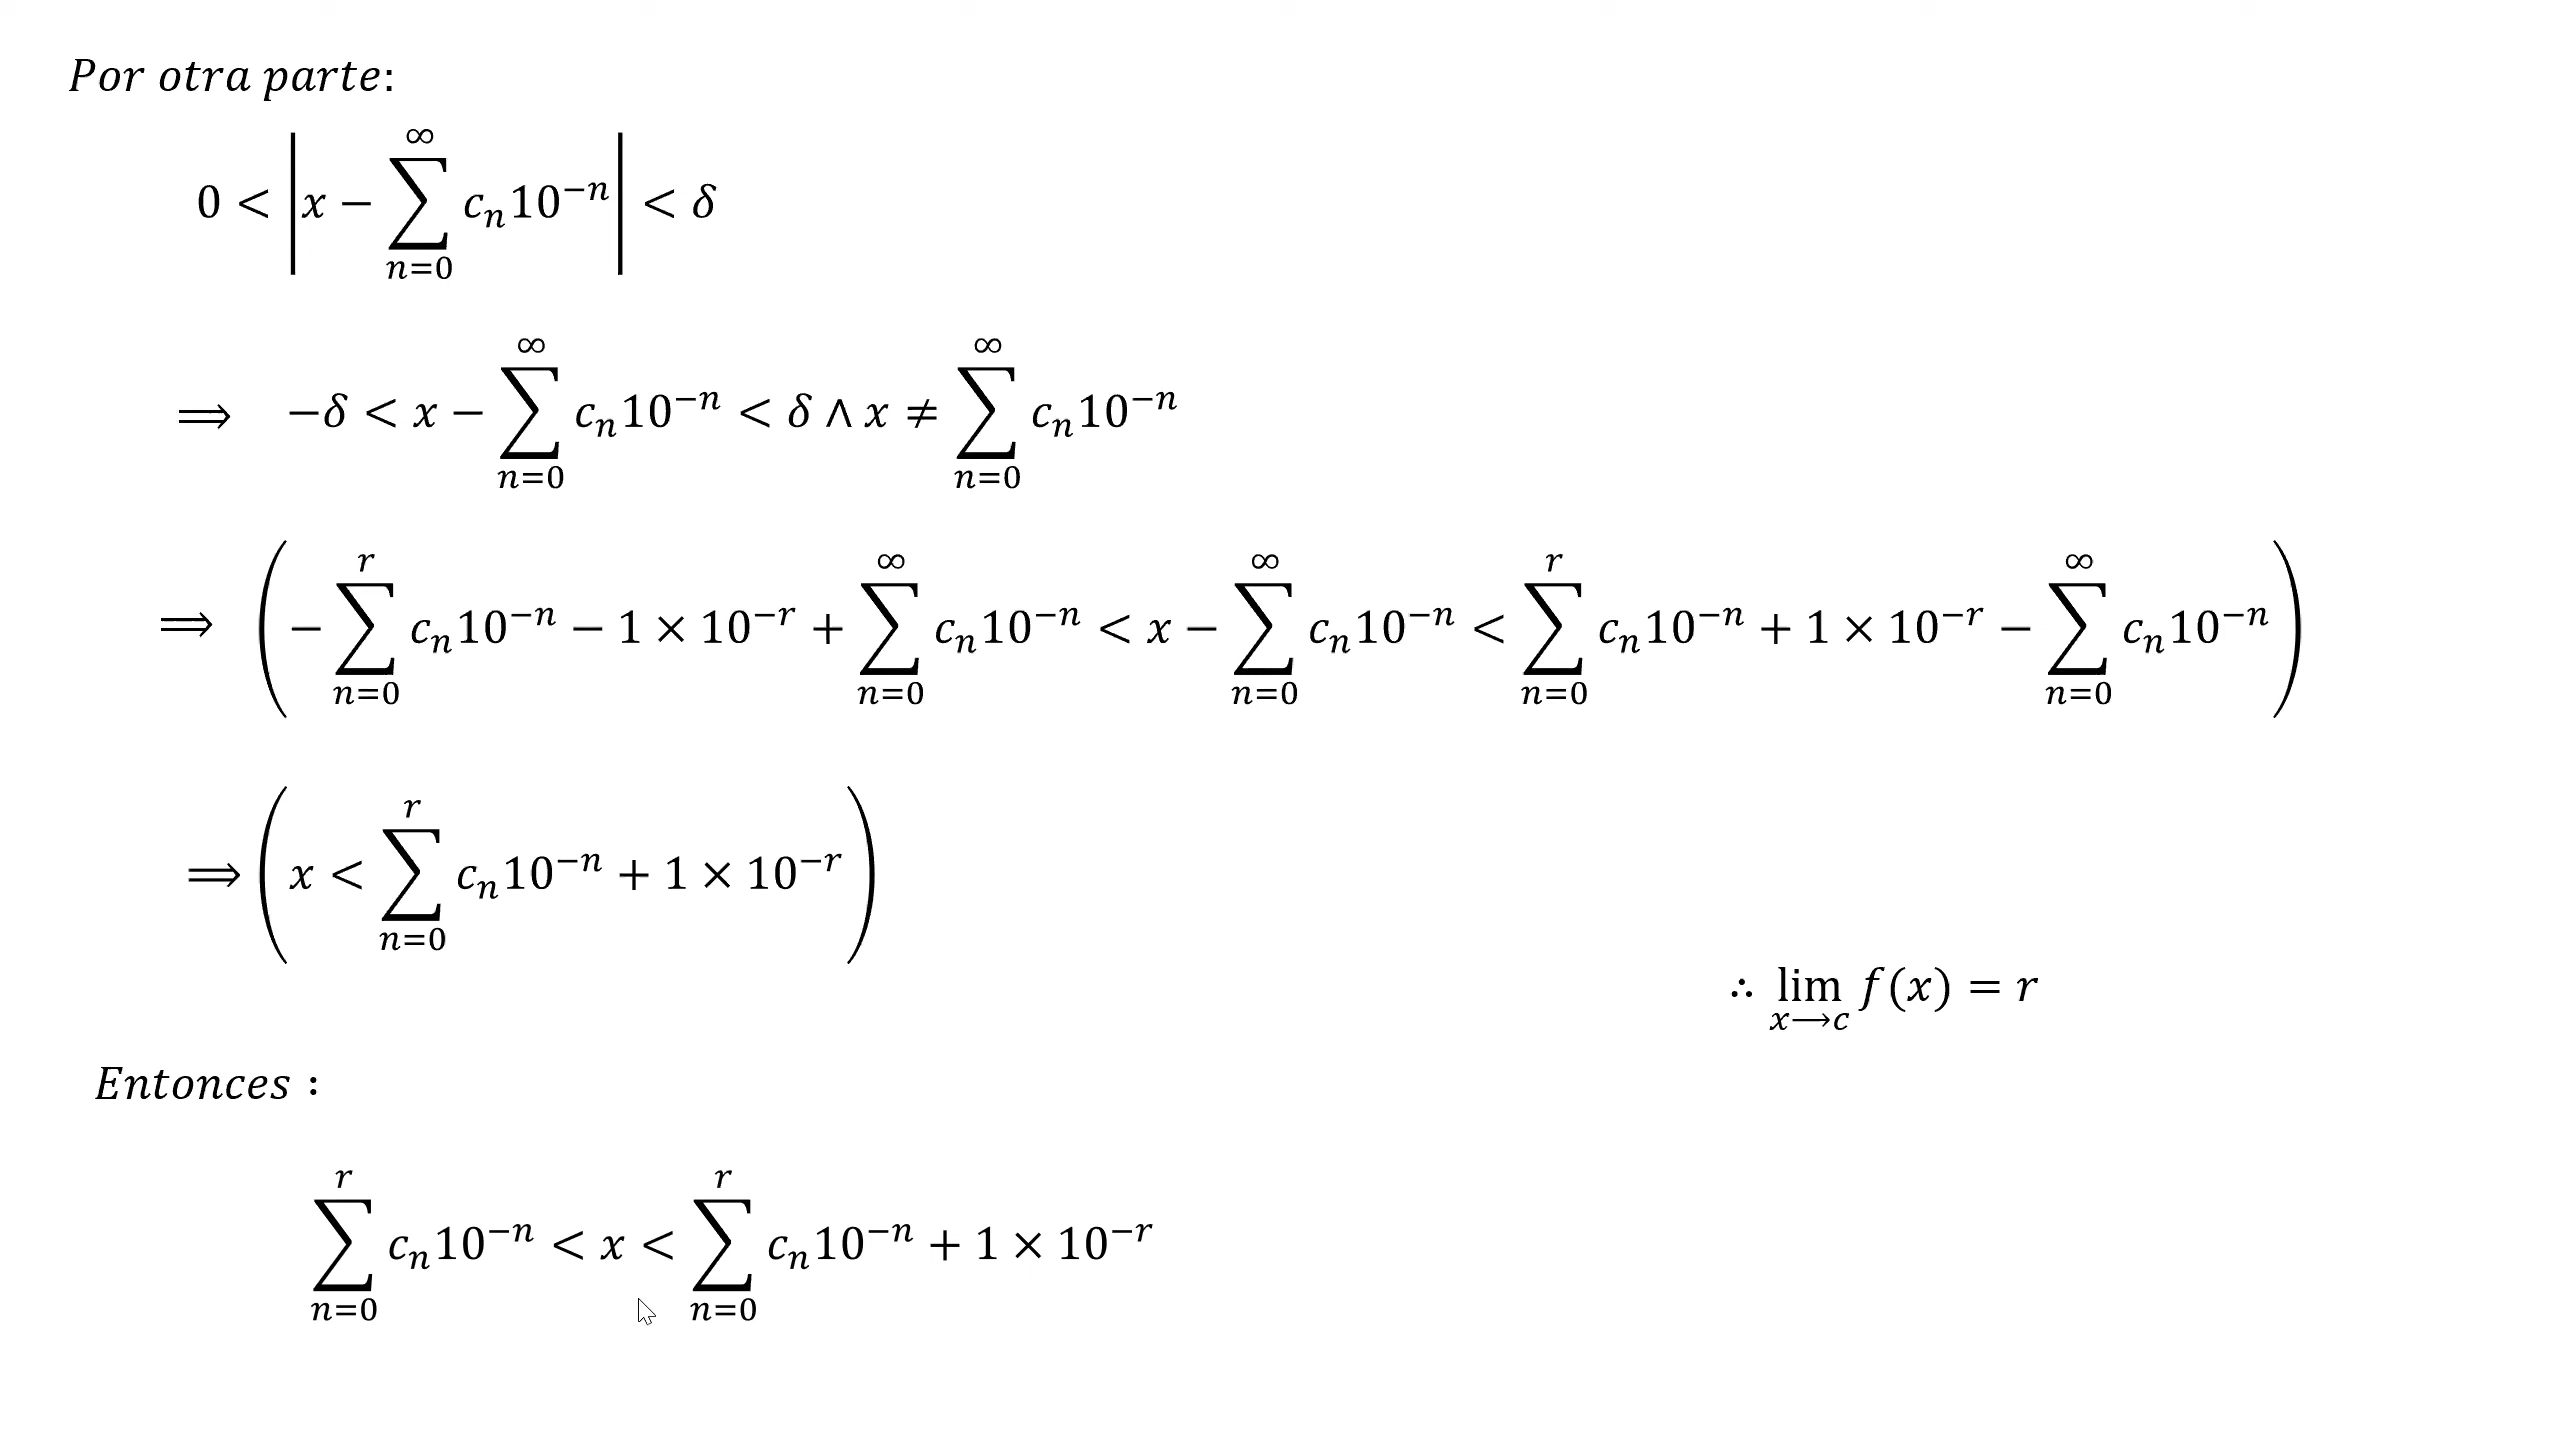 Por otra parte:
0 < |x − ∑_{n=0}^{∞} c_n 10^{−n}| < δ
⟹ −δ < x − ∑_{n=0}^{∞} c_n 10^{−n} < δ ∧ x ≠ ∑_{n=0}^{∞} c_n 10^{−n}
⟹ (− ∑_{n=0}^{r} c_n 10^{−n} − 1 × 10^{−r} + ∑_{n=0}^{∞} c_n 10^{−n} < x − ∑_{n=0}^{∞} c_n 10^{−n} < ∑_{n=0}^{r} c_n 10^{−n} + 1 × 10^{−r} − ∑_{n=0}^{∞} c_n 10^{−n})
⟹ (x < ∑_{n=0}^{r} c_n 10^{−n} + 1 × 10^{−r})
∴ lim_{x⟶c} f(x) = r
Entonces :
∑_{n=0}^{r} c_n 10^{−n} < x < ∑_{n=0}^{r} c_n 10^{−n} + 1 × 10^{−r}